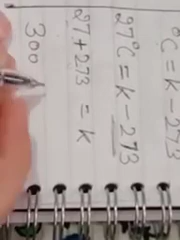 °C = K - 273
27°C = K - 273
27 + 273 = K
300